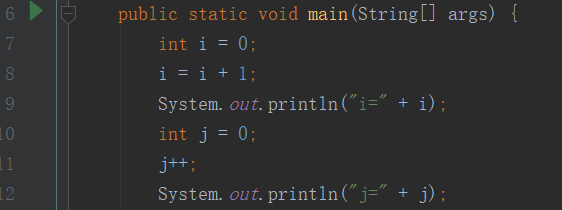 6 public static void main(String[] args) {
7 int i = 0;
8 i = i + 1;
9 System.out.println("i=" + i);
10 int j = 0;
11 j++;
12 System.out.println("j=" + j);